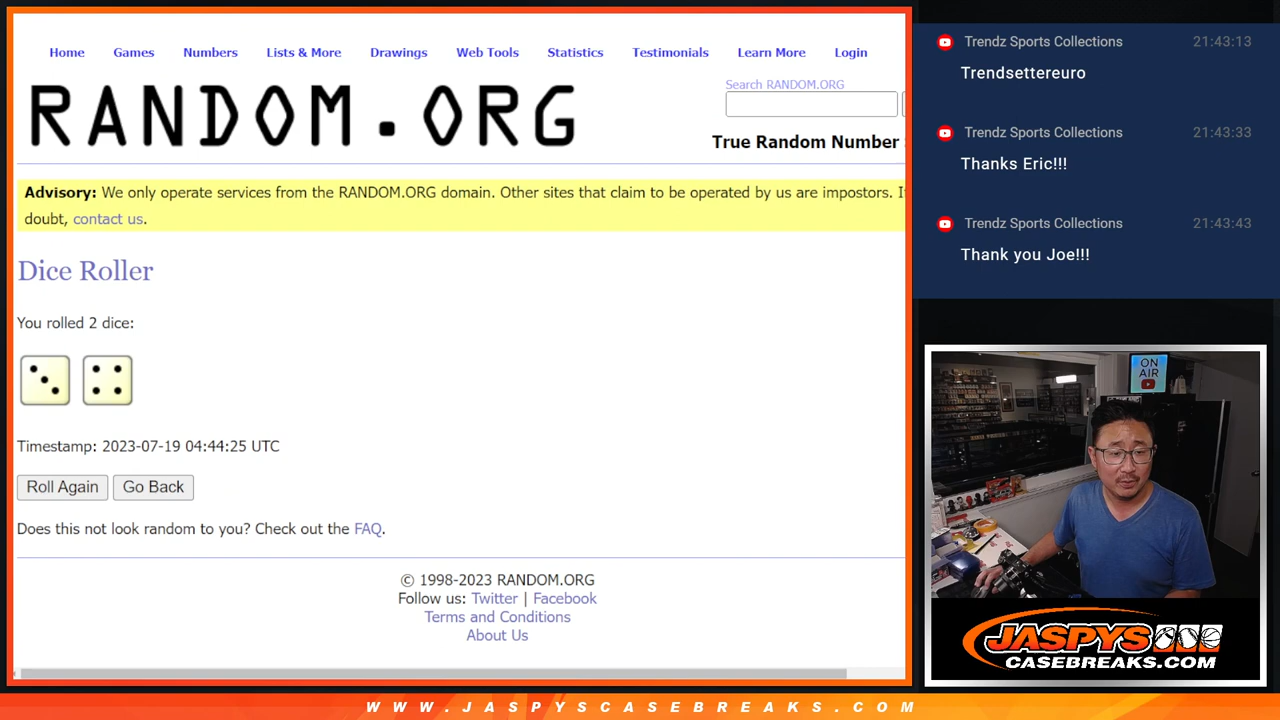 Home Games Numbers Lists & More Drawings Web Tools Statistics Testimonials Learn More Login
RANDOM.ORG
Search RANDOM.ORG
True Random Number
Advisory: We only operate services from the RANDOM.ORG domain. Other sites that claim to be operated by us are impostors. I
doubt, contact us.
Dice Roller
You rolled 2 dice:
Timestamp: 2023-07-19 04:44:25 UTC
Roll Again Go Back
Does this not look random to you? Check out the FAQ.
© 1998-2023 RANDOM.ORG
Follow us: Twitter | Facebook
Terms and Conditions
About Us
Trendz Sports Collections 21:43:13
Trendsettereuro
Trendz Sports Collections 21:43:33
Thanks Eric!!!
Trendz Sports Collections 21:43:43
Thank you Joe!!!
ON
AIR
JASPYS
CASEBREAKS.COM
WWW.JASPYSCASEBREAKS.COM